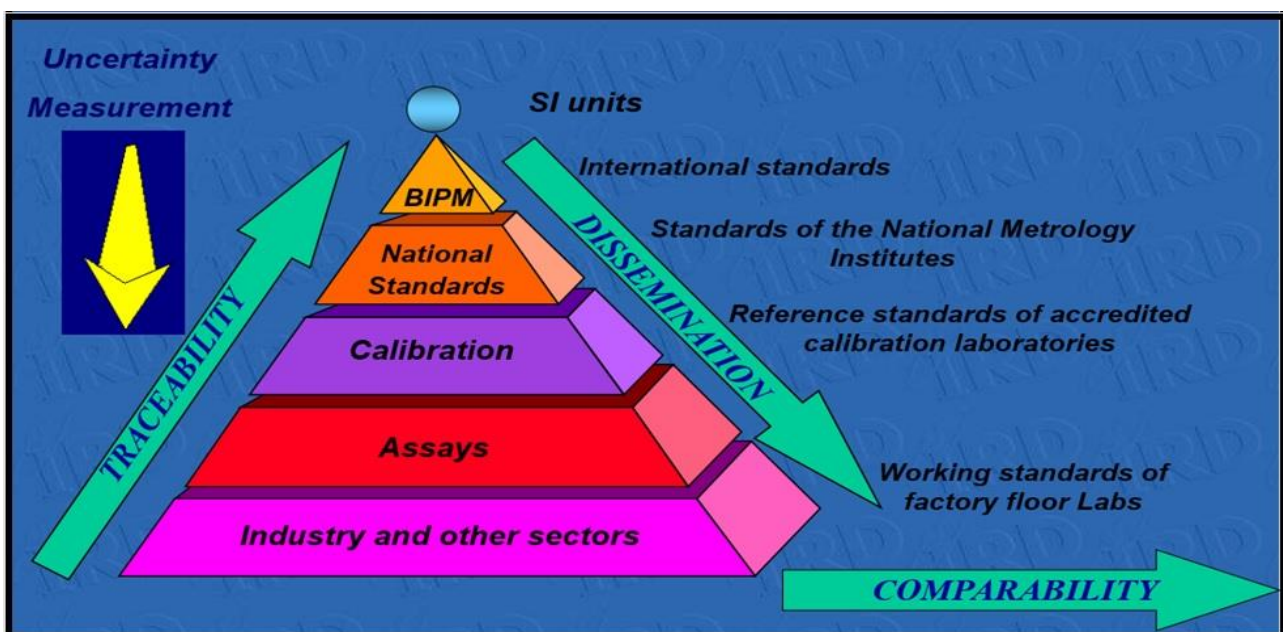 Uncertainty
Measurement
SI units
International standards
BIPM
Standards of the National Metrology
Institutes
National
Standards
Reference standards of accredited
calibration laboratories
Calibration
TRACEABILITY
DISSEMINATION
Assays
Working standards of
factory floor Labs
Industry and other sectors
COMPARABILITY